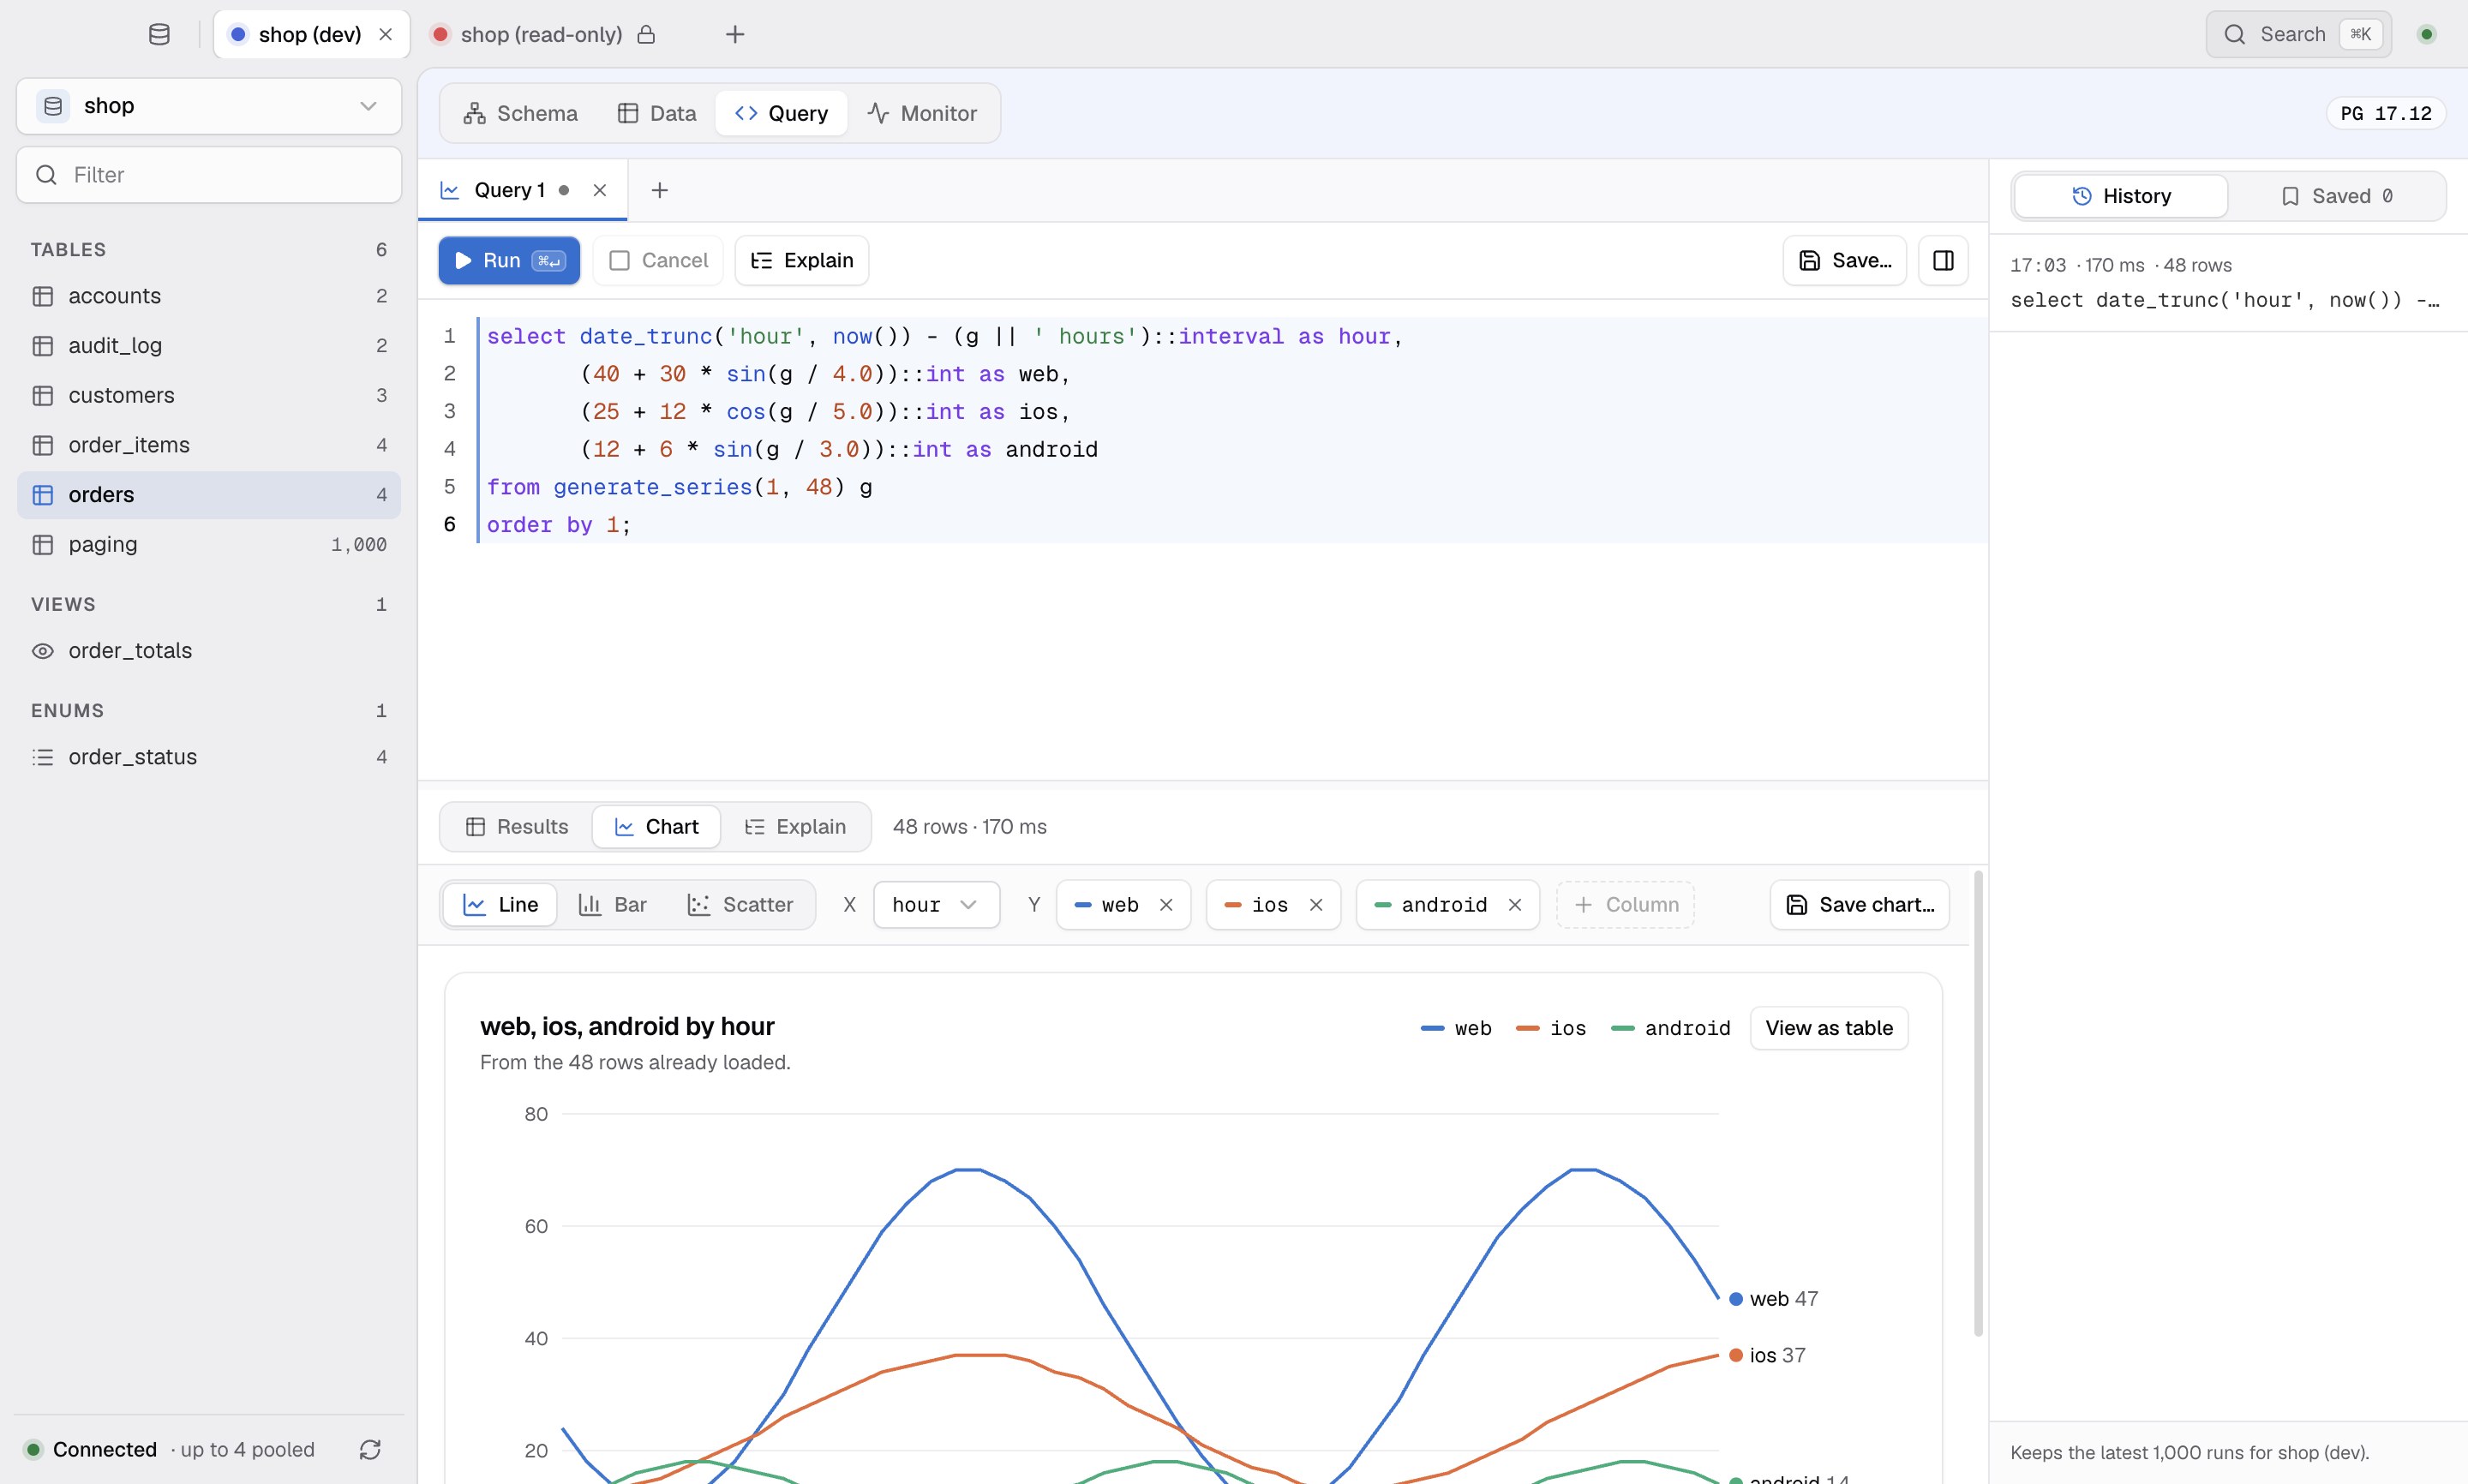 shop (dev)
shop (read-only)
Search ⌘K
shop
Filter
TABLES 6
accounts 2
audit_log 2
customers 3
order_items 4
orders 4
paging 1,000
VIEWS 1
order_totals
ENUMS 1
order_status 4
Connected · up to 4 pooled
Schema Data Query Monitor
PG 17.12
Query 1
Run ⌘↵ Cancel Explain Save...
1 select date_trunc('hour', now()) - (g || ' hours')::interval as hour,
2 (40 + 30 * sin(g / 4.0))::int as web,
3 (25 + 12 * cos(g / 5.0))::int as ios,
4 (12 + 6 * sin(g / 3.0))::int as android
5 from generate_series(1, 48) g
6 order by 1;
Results Chart Explain 48 rows · 170 ms
Line Bar Scatter X hour Y web ios android + Column Save chart...
web, ios, android by hour
web ios android View as table
From the 48 rows already loaded.
80
60
40
20
web 47
ios 37
android 14
History Saved 0
17:03 · 170 ms · 48 rows
select date_trunc('hour', now()) -…
Keeps the latest 1,000 runs for shop (dev).